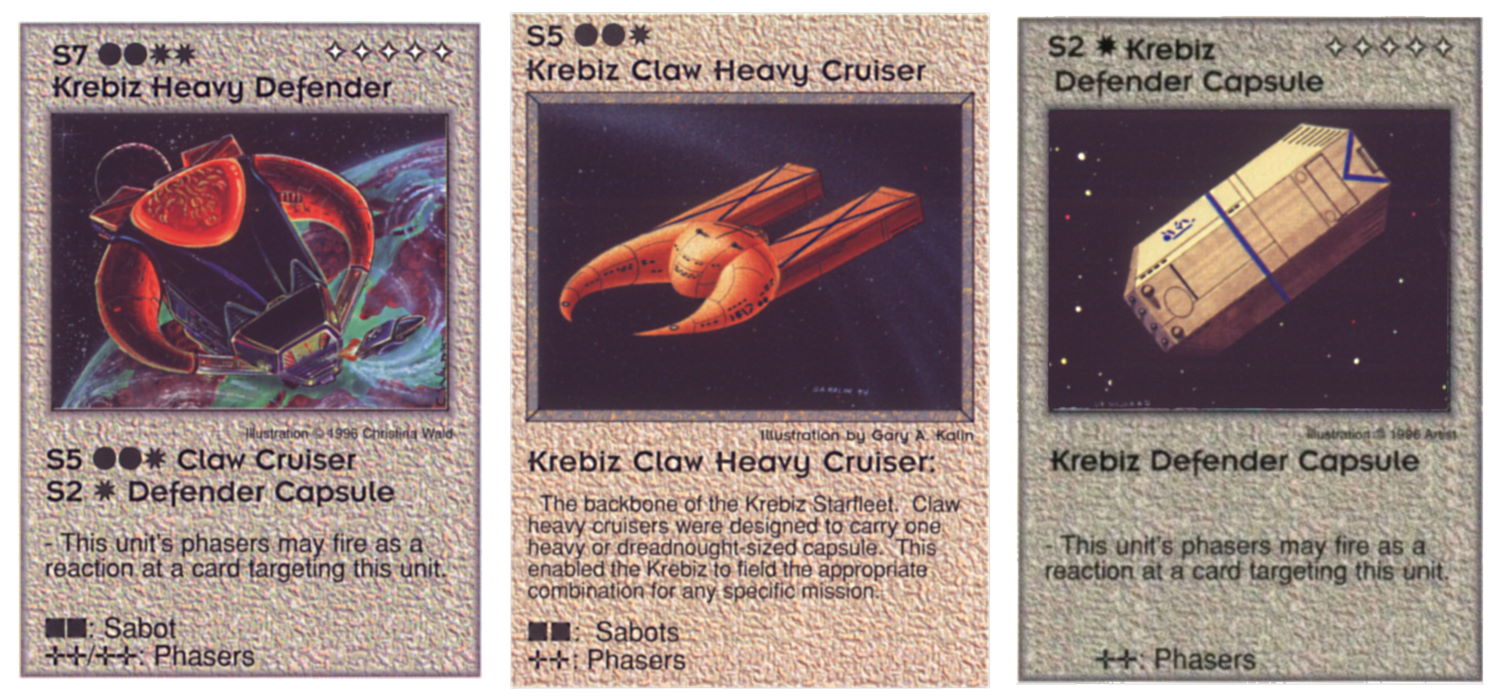 S7
Krebiz Heavy Defender
Illustration © 1996 Christina Wald
S5 Claw Cruiser
S2 Defender Capsule
- This unit's phasers may fire as a
reaction at a card targeting this unit.
: Sabot
/ : Phasers
S5
Krebiz Claw Heavy Cruiser
Illustration by Gary A. Kalin
Krebiz Claw Heavy Cruiser:
The backbone of the Krebiz Starfleet. Claw
heavy cruisers were designed to carry one
heavy or dreadnought-sized capsule. This
enabled the Krebiz to field the appropriate
combination for any specific mission.
: Sabots
: Phasers
S2 Krebiz
Defender Capsule
Illustration © 1996 Artist
Krebiz Defender Capsule
- This unit's phasers may fire as a
reaction at a card targeting this unit.
: Phasers